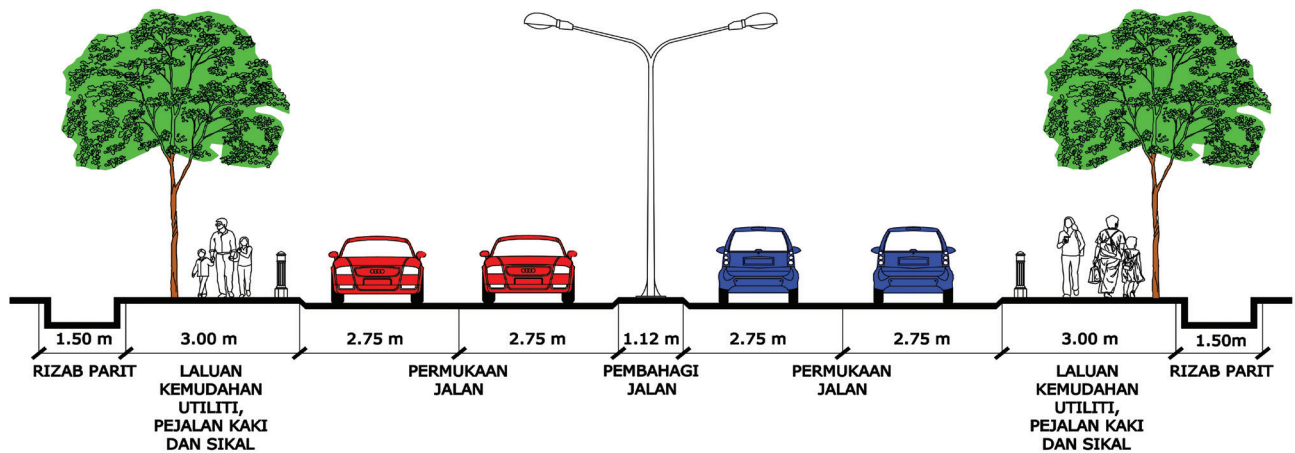 1.50 m
3.00 m
2.75 m
2.75 m
1.12 m
2.75 m
2.75 m
3.00 m
1.50m
RIZAB PARIT
LALUAN
KEMUDAHAN
UTILITI,
PEJALAN KAKI
DAN SIKAL
PERMUKAAN
JALAN
PEMBAHAGI
JALAN
PERMUKAAN
JALAN
LALUAN
KEMUDAHAN
UTILITI,
PEJALAN KAKI
DAN SIKAL
RIZAB PARIT